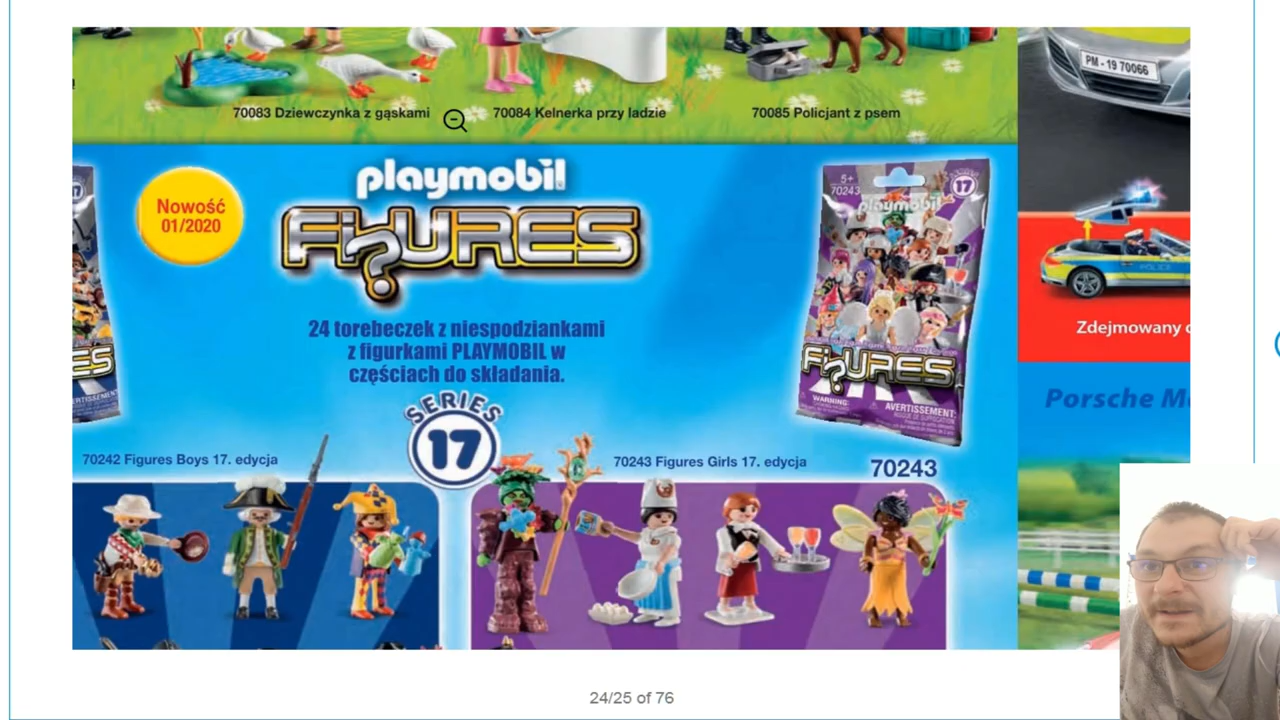 PM - 19 70066
70083 Dziewczynka z gąskami
70084 Kelnerka przy ladzie
70085 Policjant z psem
playmobil
FIGURES
Nowość
01/2020
24 torebeczek z niespodziankami
z figurkami PLAYMOBIL w
częściach do składania.
SERIES
17
5+
70243
17
playmobil
FIGURES
WARNING:
AVERTISSEMENT:
POLICE
Zdejmowany
Porsche
70242 Figures Boys 17. edycja
70243 Figures Girls 17. edycja
70243
24/25 of 76